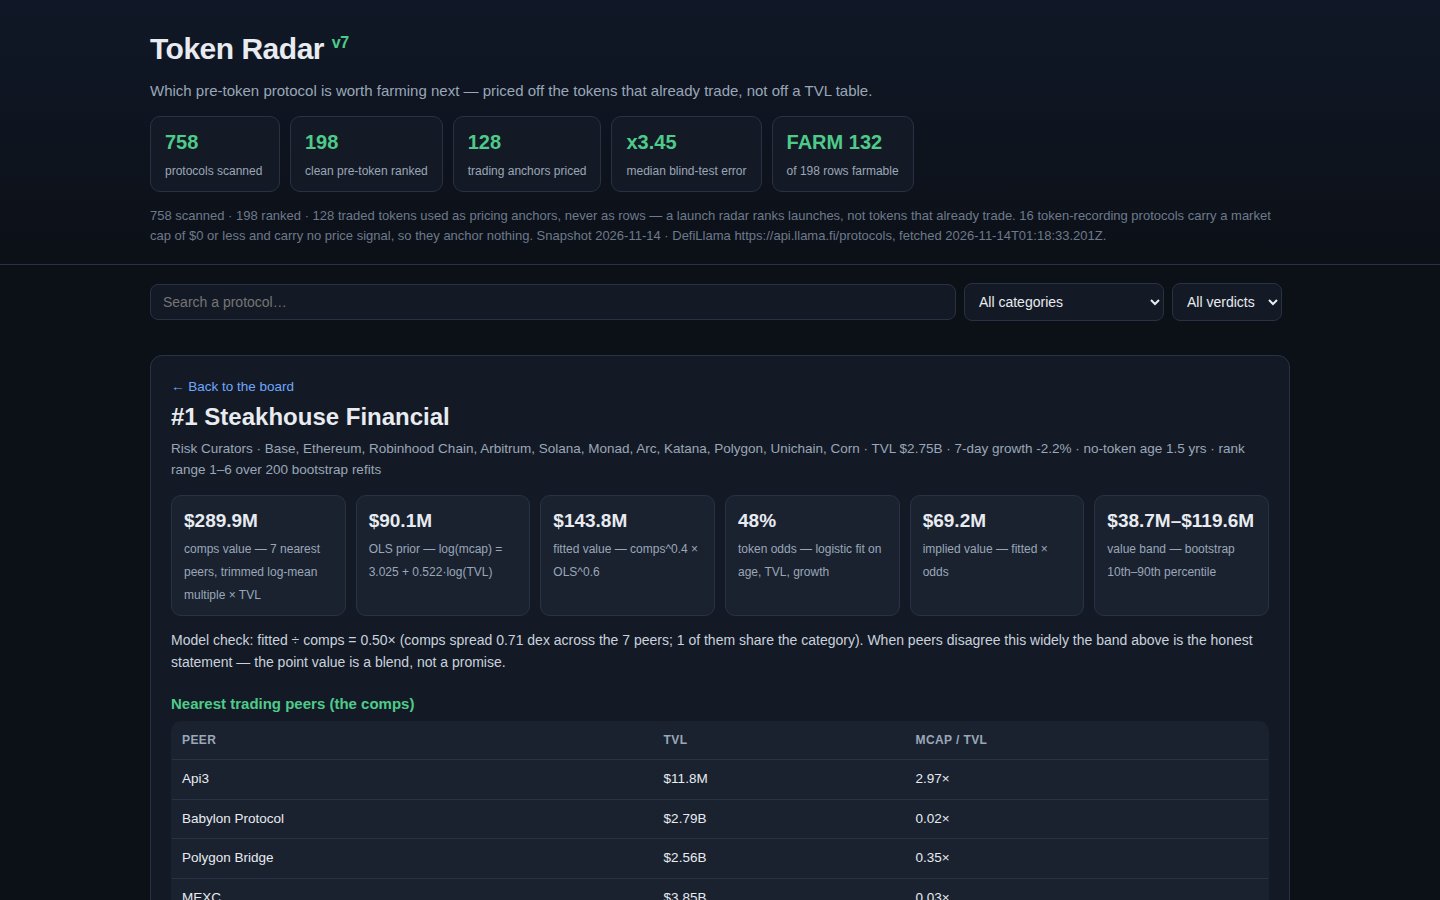 Token Radar v7
Which pre-token protocol is worth farming next — priced off the tokens that already trade, not off a TVL table.
758
protocols scanned
198
clean pre-token ranked
128
trading anchors priced
x3.45
median blind-test error
FARM 132
of 198 rows farmable
758 scanned · 198 ranked · 128 traded tokens used as pricing anchors, never as rows — a launch radar ranks launches, not tokens that already trade. 16 token-recording protocols carry a market
cap of $0 or less and carry no price signal, so they anchor nothing. Snapshot 2026-11-14 · DefiLlama https://api.llama.fi/protocols, fetched 2026-11-14T01:18:33.201Z.
Search a protocol…
All categories
All verdicts
← Back to the board
#1 Steakhouse Financial
Risk Curators · Base, Ethereum, Robinhood Chain, Arbitrum, Solana, Monad, Arc, Katana, Polygon, Unichain, Corn · TVL $2.75B · 7-day growth -2.2% · no-token age 1.5 yrs · rank
range 1–6 over 200 bootstrap refits
$289.9M
comps value — 7 nearest
peers, trimmed log-mean
multiple × TVL
$90.1M
OLS prior — log(mcap) =
3.025 + 0.522·log(TVL)
$143.8M
fitted value — comps^0.4 ×
OLS^0.6
48%
token odds — logistic fit on
age, TVL, growth
$69.2M
implied value — fitted ×
odds
$38.7M–$119.6M
value band — bootstrap
10th–90th percentile
Model check: fitted ÷ comps = 0.50× (comps spread 0.71 dex across the 7 peers; 1 of them share the category). When peers disagree this widely the band above is the honest
statement — the point value is a blend, not a promise.
Nearest trading peers (the comps)
PEER TVL MCAP / TVL
Api3 $11.8M 2.97×
Babylon Protocol $2.79B 0.02×
Polygon Bridge $2.56B 0.35×
MEXC $3.85B 0.03×